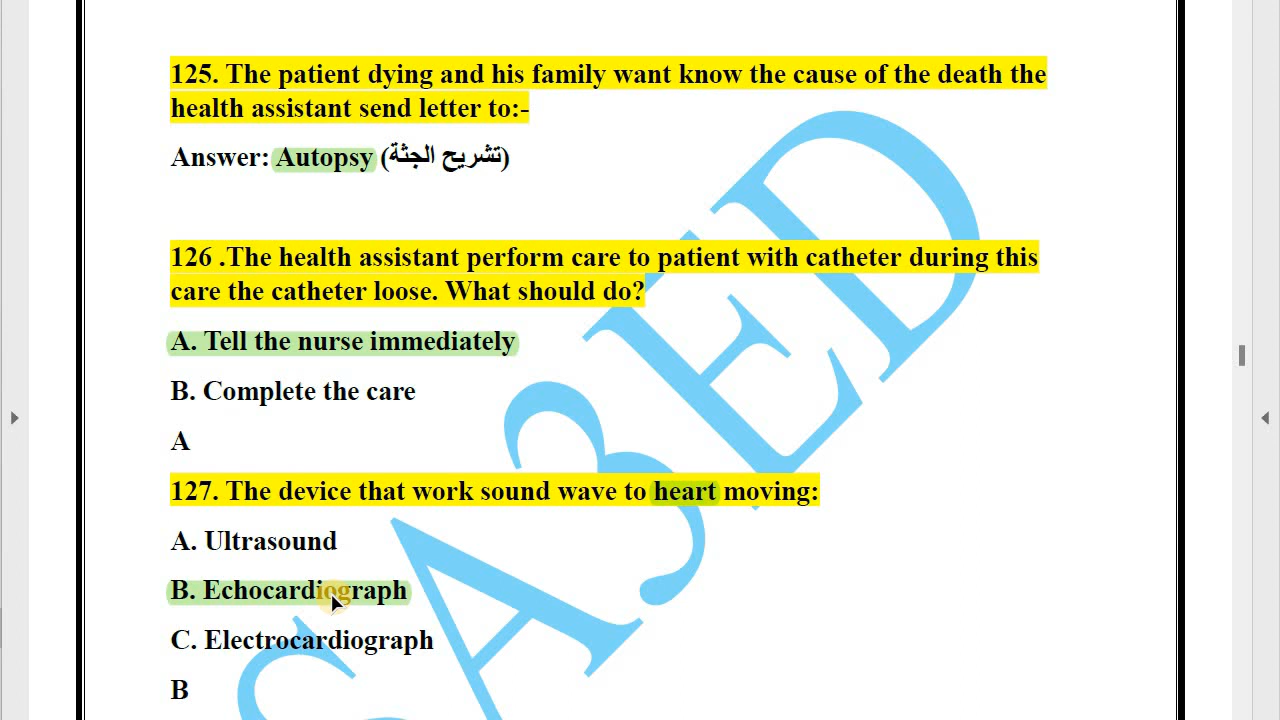 125. The patient dying and his family want know the cause of the death the
health assistant send letter to:-
Answer: Autopsy (تشريح الجثة)
126 .The health assistant perform care to patient with catheter during this
care the catheter loose. What should do?
A. Tell the nurse immediately
B. Complete the care
A
127. The device that work sound wave to heart moving:
A. Ultrasound
B. Echocardiograph
C. Electrocardiograph
B
SA3ED